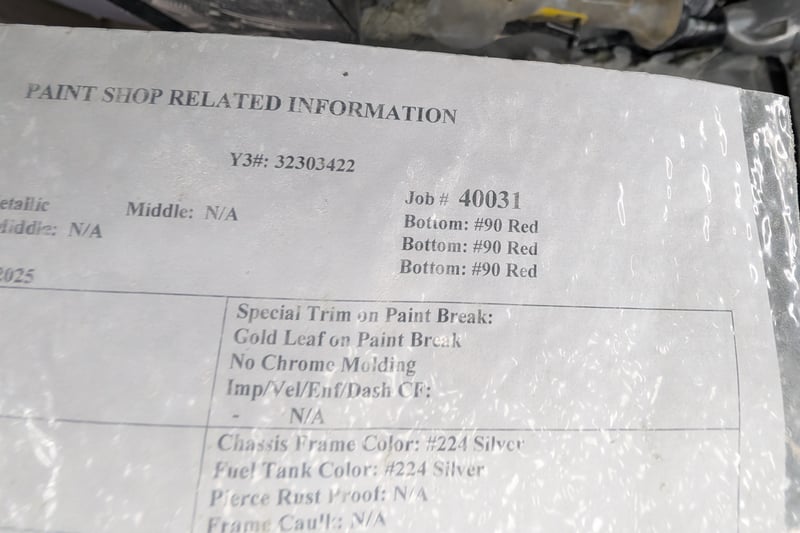 PAINT SHOP RELATED INFORMATION
Y3#: 32303422
Job # 40031
etallic Middle: N/A Bottom: #90 Red
Middle: N/A Bottom: #90 Red
Bottom: #90 Red
2025
Special Trim on Paint Break:
Gold Leaf on Paint Break
No Chrome Molding
Imp/Vel/Enf/Dash CF:
- N/A
Chassis Frame Color: #224 Silver
Fuel Tank Color: #224 Silver
Pierce Rust Proof: N/A
Frame Caulk: N/A